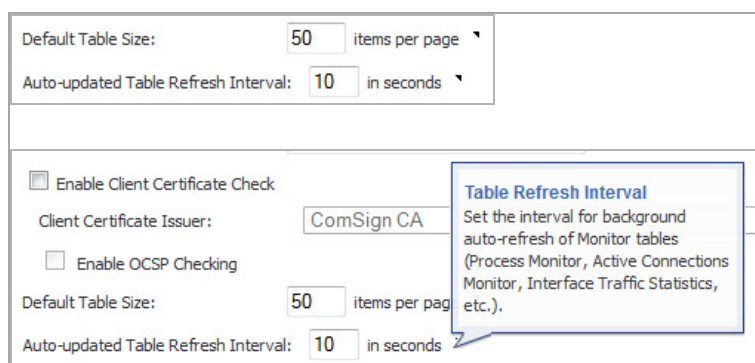 Default Table Size: 50 items per page
Auto-updated Table Refresh Interval: 10 in seconds
Enable Client Certificate Check
Client Certificate Issuer: ComSign CA
Enable OCSP Checking
Default Table Size: 50 items per pag
Auto-updated Table Refresh Interval: 10 in seconds
Table Refresh Interval
Set the interval for background
auto-refresh of Monitor tables
(Process Monitor, Active Connections
Monitor, Interface Traffic Statistics,
etc.).